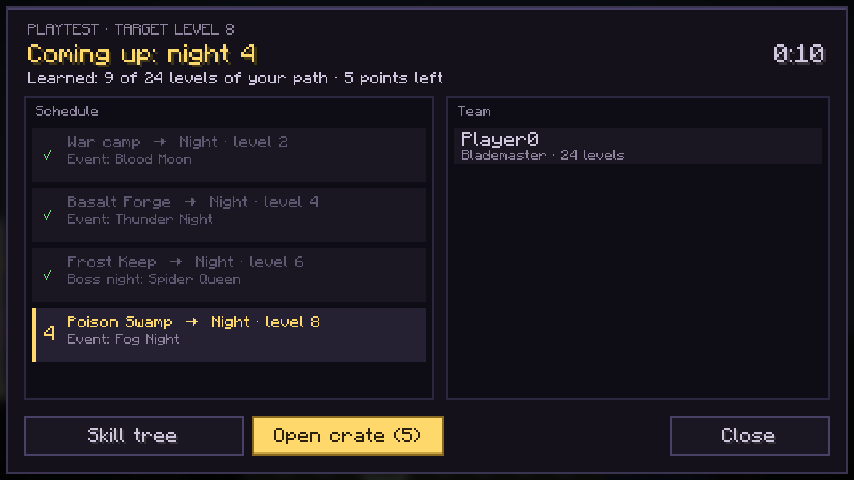 PLAYTEST · TARGET LEVEL 8
Coming up: night 4
0:10
Learned: 9 of 24 levels of your path · 5 points left
Schedule
✓ War camp → Night · level 2
Event: Blood Moon
✓ Basalt Forge → Night · level 4
Event: Thunder Night
✓ Frost Keep → Night · level 6
Boss night: Spider Queen
4 Poison Swamp → Night · level 8
Event: Fog Night
Team
Player0
Blademaster · 24 levels
Skill tree
Open crate (5)
Close